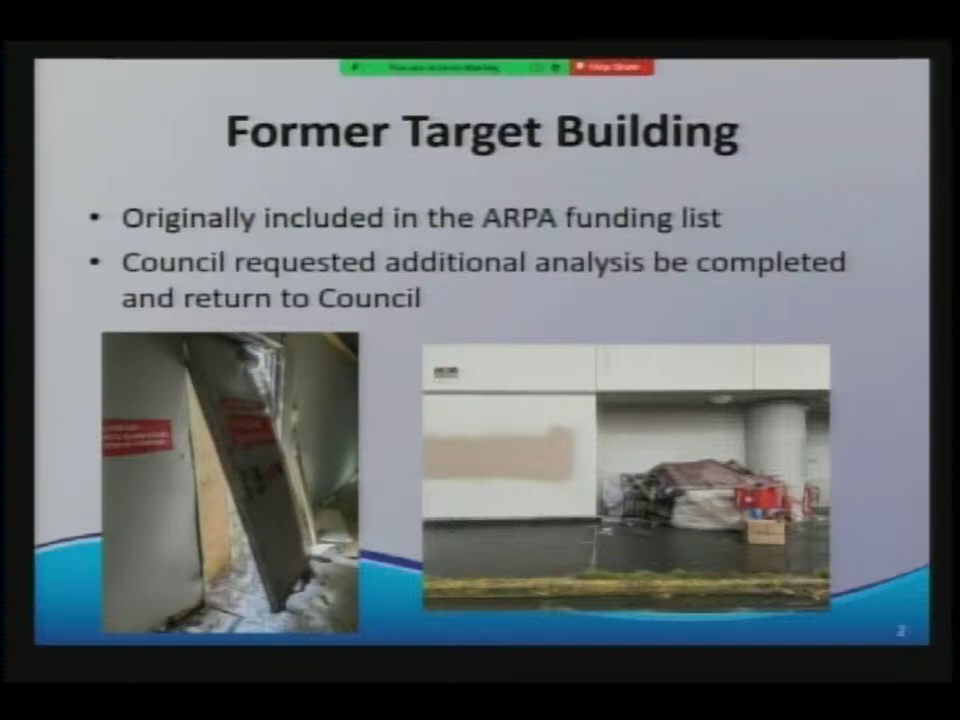 Former Target Building
• Originally included in the ARPA funding list
• Council requested additional analysis be completed
and return to Council
2